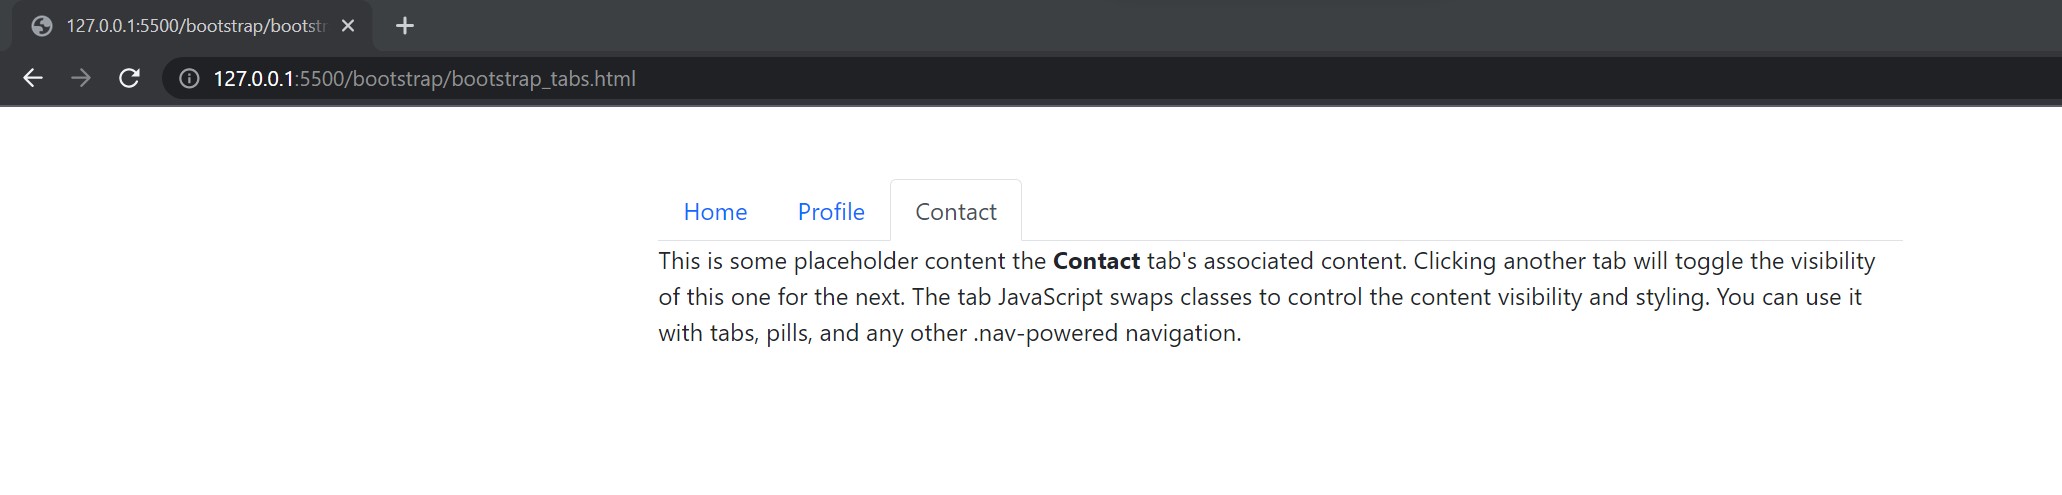 127.0.0.1:5500/bootstrap/bootstr
127.0.0.1:5500/bootstrap/bootstrap_tabs.html
Home Profile Contact
This is some placeholder content the Contact tab's associated content. Clicking another tab will toggle the visibility
of this one for the next. The tab JavaScript swaps classes to control the content visibility and styling. You can use it
with tabs, pills, and any other .nav-powered navigation.